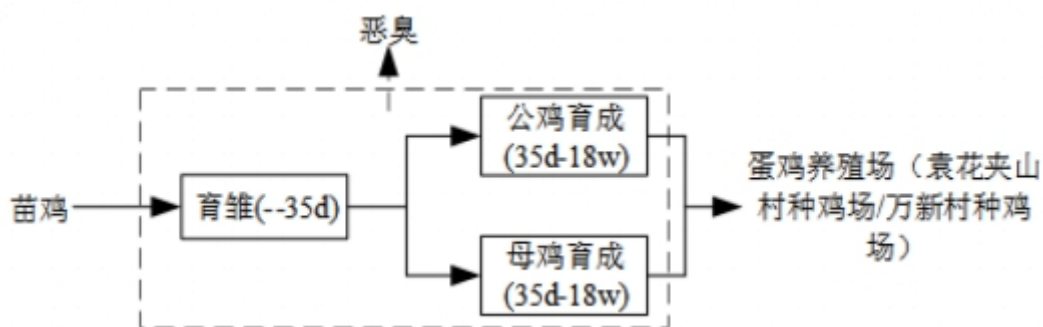 恶臭
公鸡育成
(35d-18w)
苗鸡
育雏(--35d)
蛋鸡养殖场（袁花夹山
村种鸡场/万新村种鸡
场）
母鸡育成
(35d-18w)